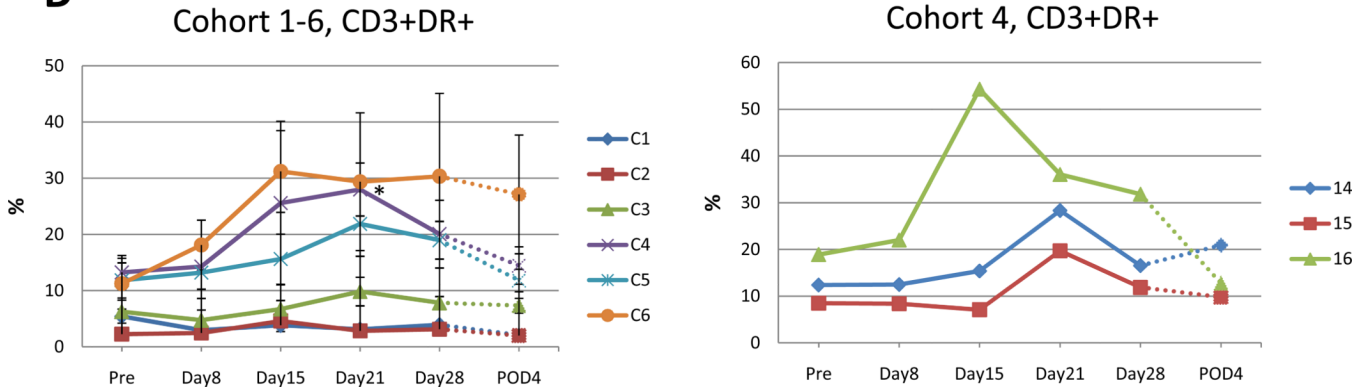 Cohort 1-6, CD3+DR+
50
40
30
20
10
0
%
*
Pre Day8 Day15 Day21 Day28 POD4
C1
C2
C3
C4
C5
C6
Cohort 4, CD3+DR+
60
50
40
30
20
10
0
%
Pre Day8 Day15 Day21 Day28 POD4
14
15
16